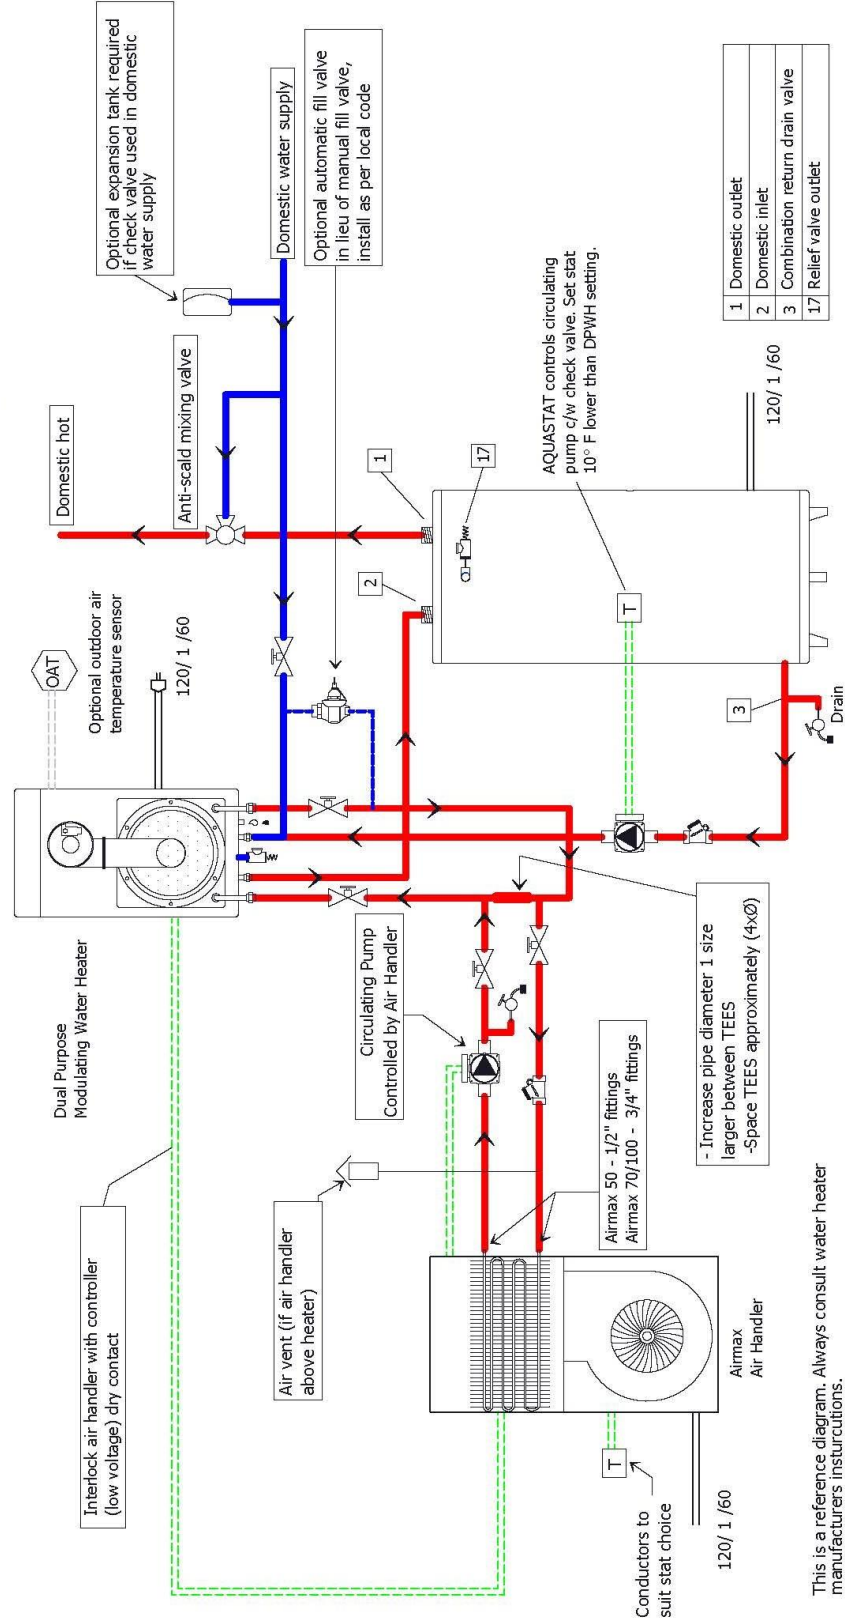 Interlock air handler with controller
(low voltage) dry contact
Dual Purpose
Modulating Water Heater
OAT
Optional outdoor air
temperature sensor
120/ 1 /60
Domestic hot
Anti-scald mixing valve
Optional expansion tank required
if check valve used in domestic
water supply
Domestic water supply
Optional automatic fill valve
in lieu of manual fill valve,
install as per local code
Air vent (if air handler
above heater)
Circulating Pump
Controlled by Air Handler
2
1
17
AQUASTAT controls circulating
pump c/w check valve. Set stat
10° F lower than DPWH setting.
T
Airmax 50 - 1/2" fittings
Airmax 70/100 - 3/4" fittings
- Increase pipe diameter 1 size
larger between TEES
-Space TEES approximately (4xØ)
3
Drain
120/ 1 /60
1 Domestic outlet
2 Domestic inlet
3 Combination return drain valve
17 Relief valve outlet
T
Conductors to
suit stat choice
120/ 1 /60
Airmax
Air Handler
This is a reference diagram. Always consult water heater
manufacturers insturcutions.